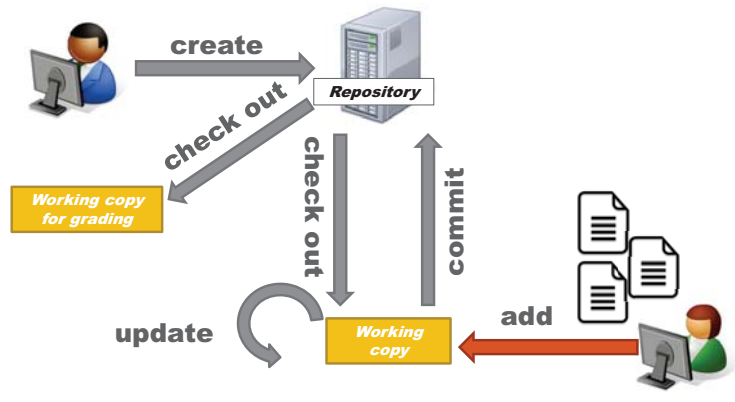 create
Repository
check out
Working copy
for grading
check out
commit
add
update
Working
copy